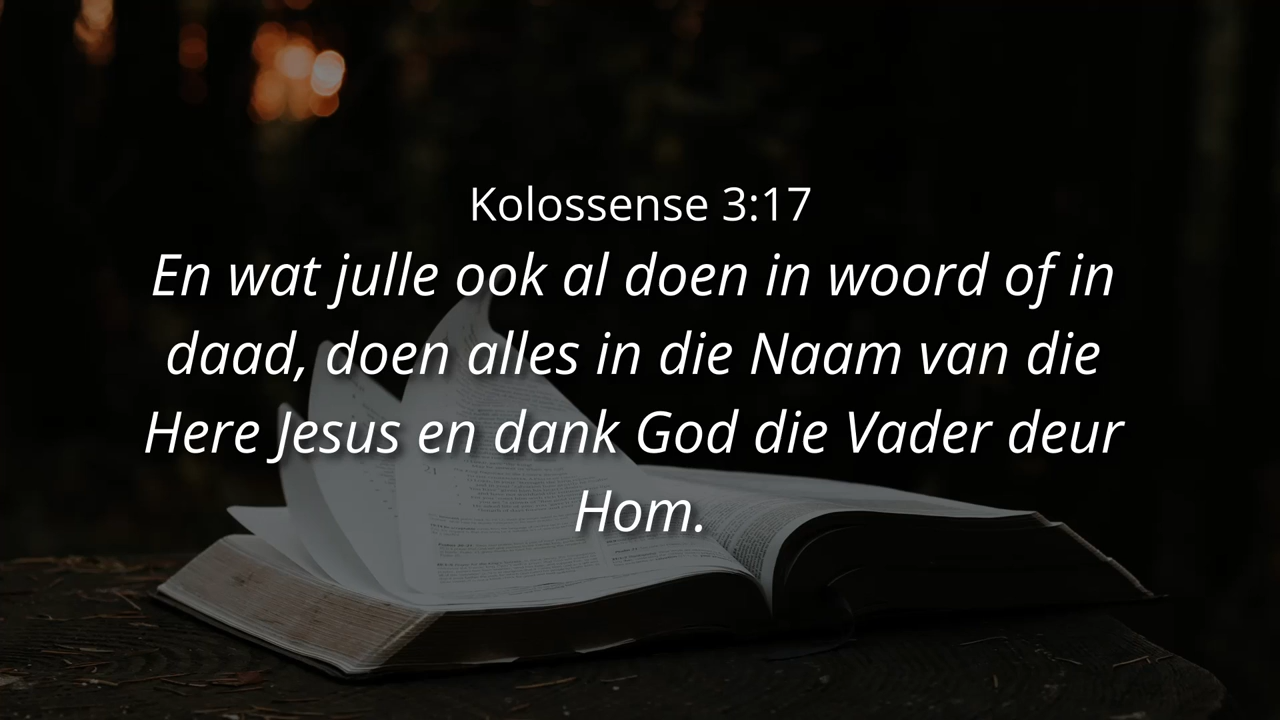 Kolossense 3:17
En wat julle ook al doen in woord of in
daad, doen alles in die Naam van die
Here Jesus en dank God die Vader deur
Hom.